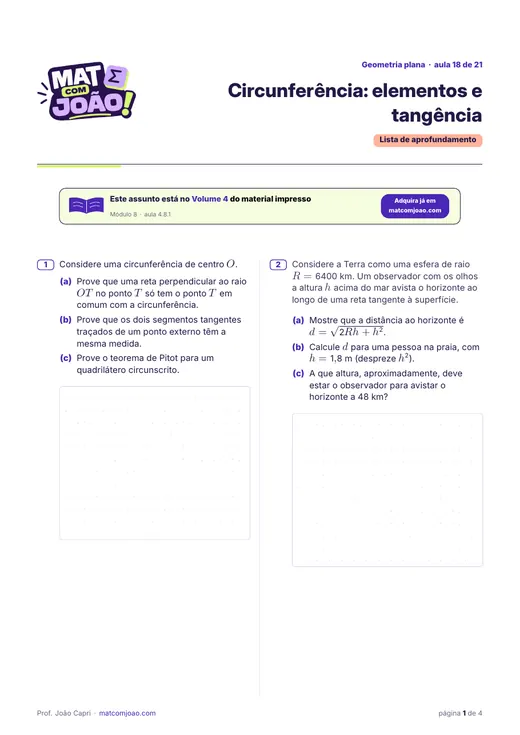 MAT
COM
JOÃO!
Σ
Geometria plana · aula 18 de 21
Circunferência: elementos e
tangência
Lista de aprofundamento
Este assunto está no Volume 4 do material impresso
Módulo 8 · aula 4.8.1
Adquira já em
matcomjoao.com
1 Considere uma circunferência de centro O.
(a) Prove que uma reta perpendicular ao raio
OT no ponto T só tem o ponto T em
comum com a circunferência.
(b) Prove que os dois segmentos tangentes
traçados de um ponto externo têm a
mesma medida.
(c) Prove o teorema de Pitot para um
quadrilátero circunscrito.
2 Considere a Terra como uma esfera de raio
R = 6400 km. Um observador com os olhos
a altura h acima do mar avista o horizonte ao
longo de uma reta tangente à superfície.
(a) Mostre que a distância ao horizonte é
d = √(2Rh + h²).
(b) Calcule d para uma pessoa na praia, com
h = 1,8 m (despreze h²).
(c) A que altura, aproximadamente, deve
estar o observador para avistar o
horizonte a 48 km?
Prof. João Capri · matcomjoao.com
página 1 de 4